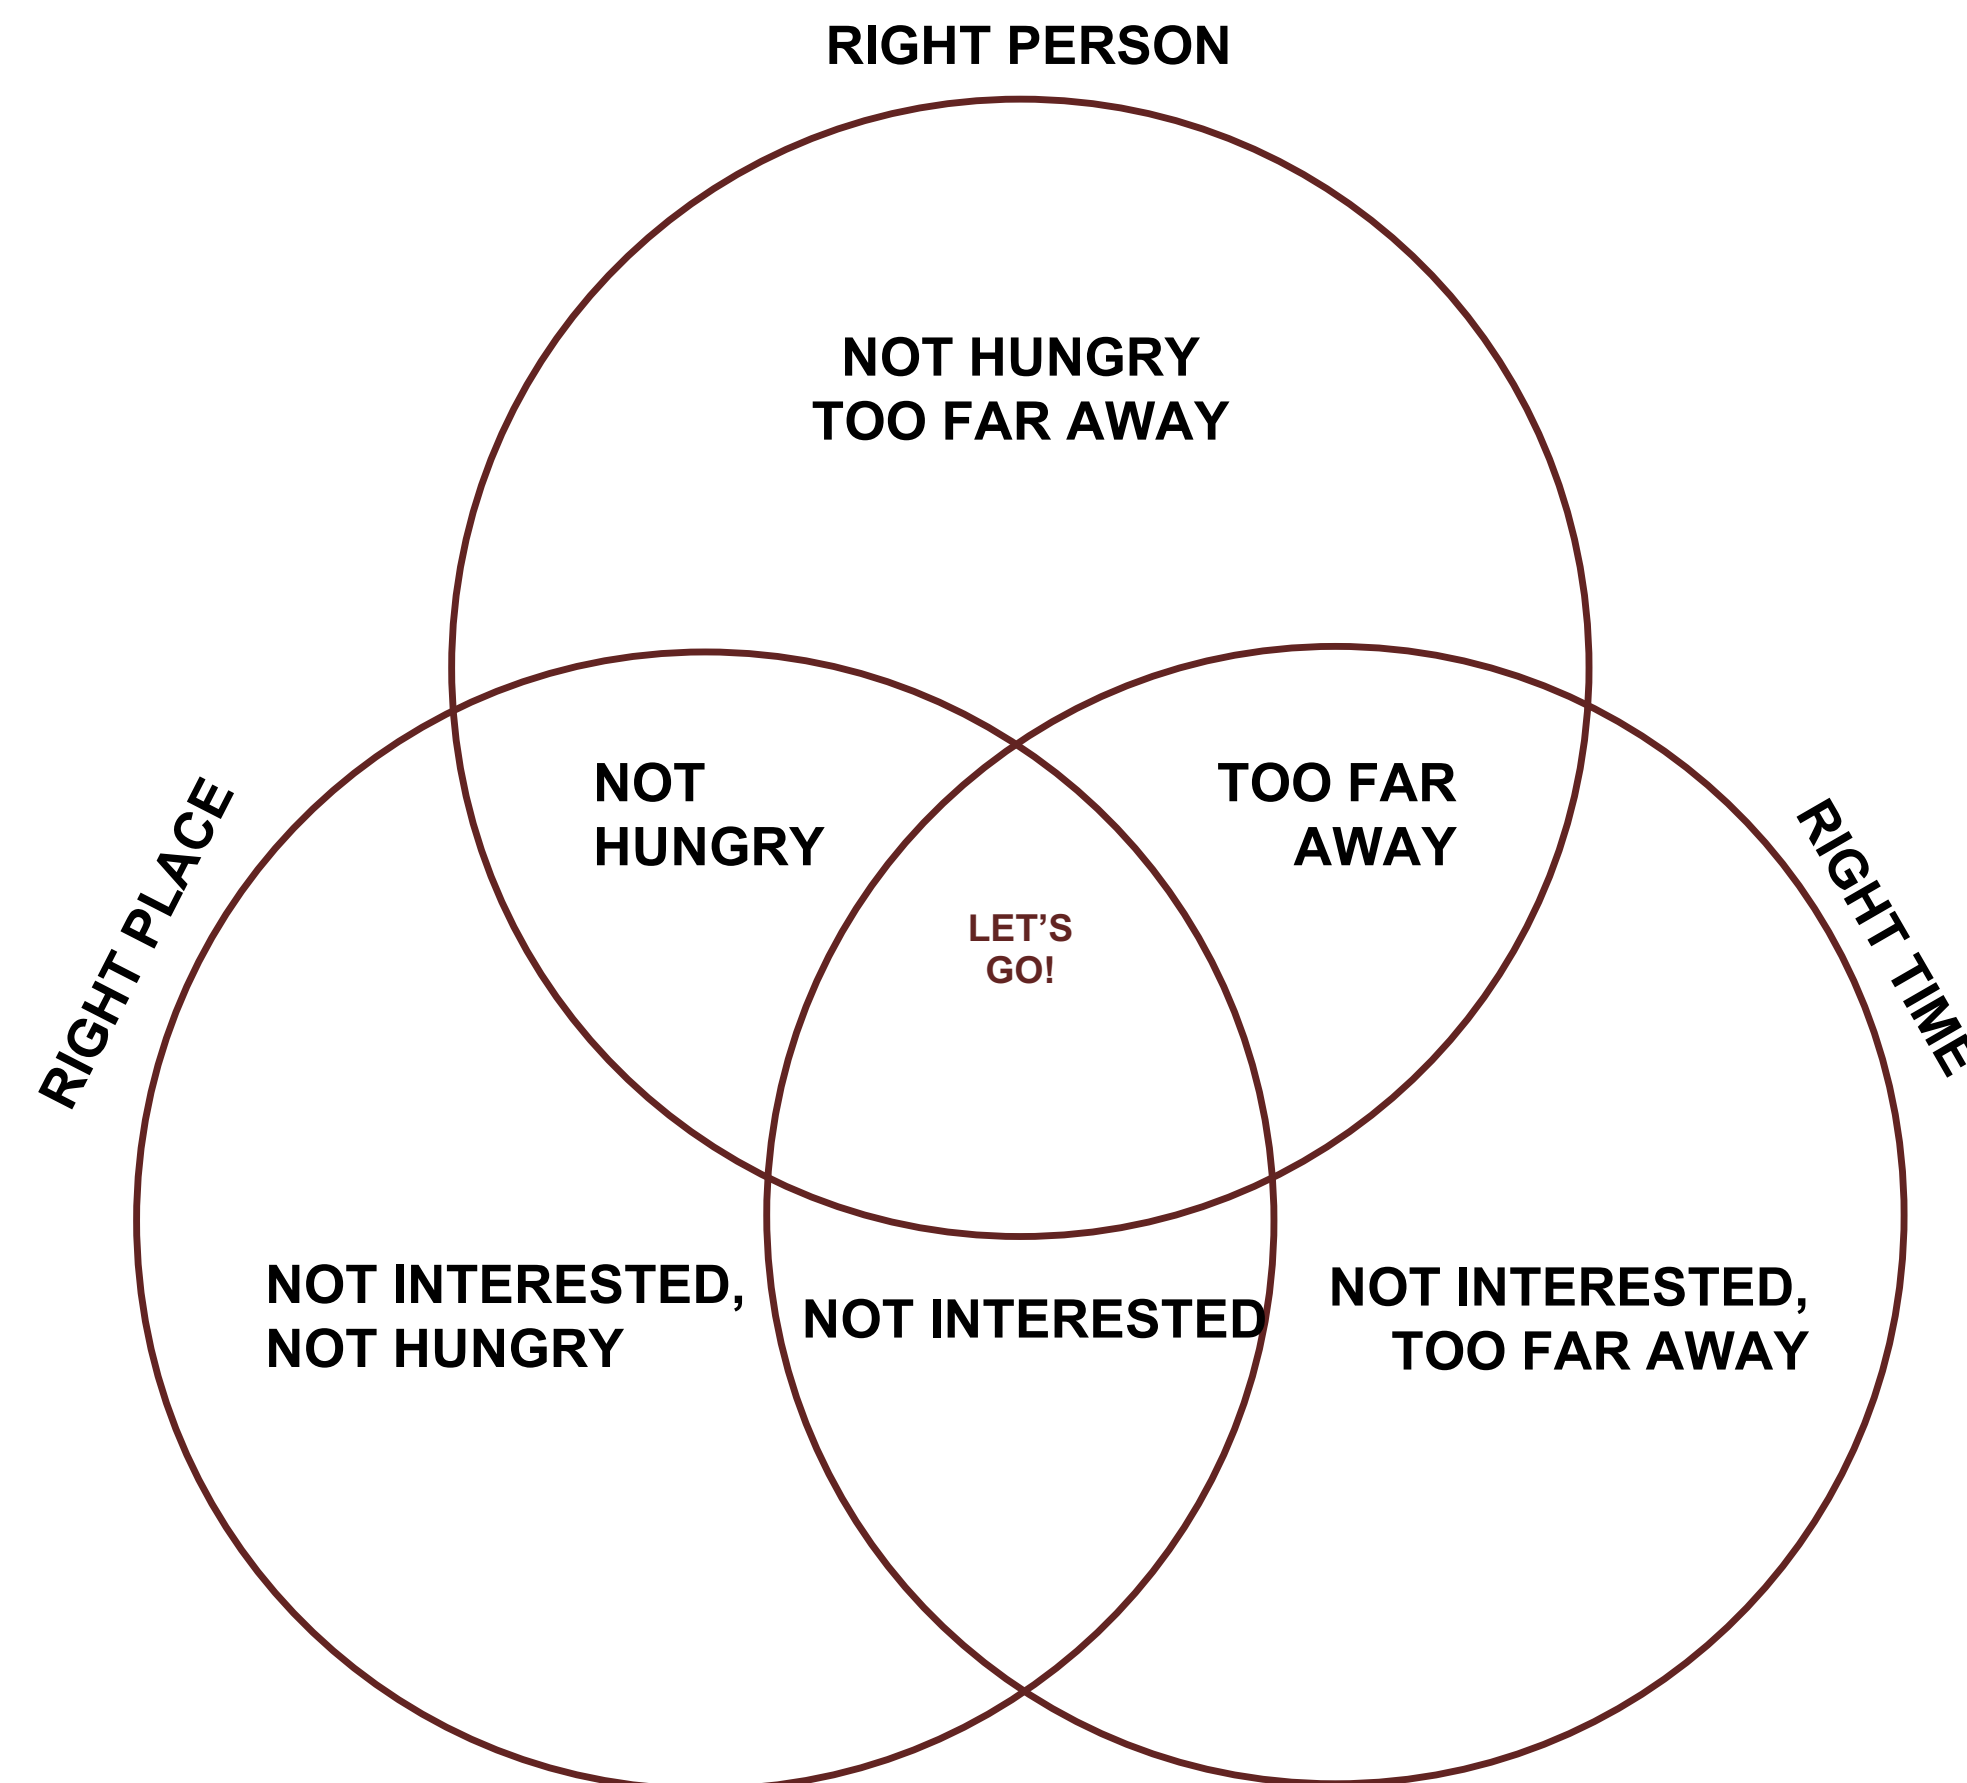 RIGHT PERSON
NOT HUNGRY
TOO FAR AWAY
NOT
HUNGRY
TOO FAR
AWAY
RIGHT PLACE
RIGHT TIME
LET’S
GO!
NOT INTERESTED,
NOT HUNGRY
NOT INTERESTED
NOT INTERESTED,
TOO FAR AWAY